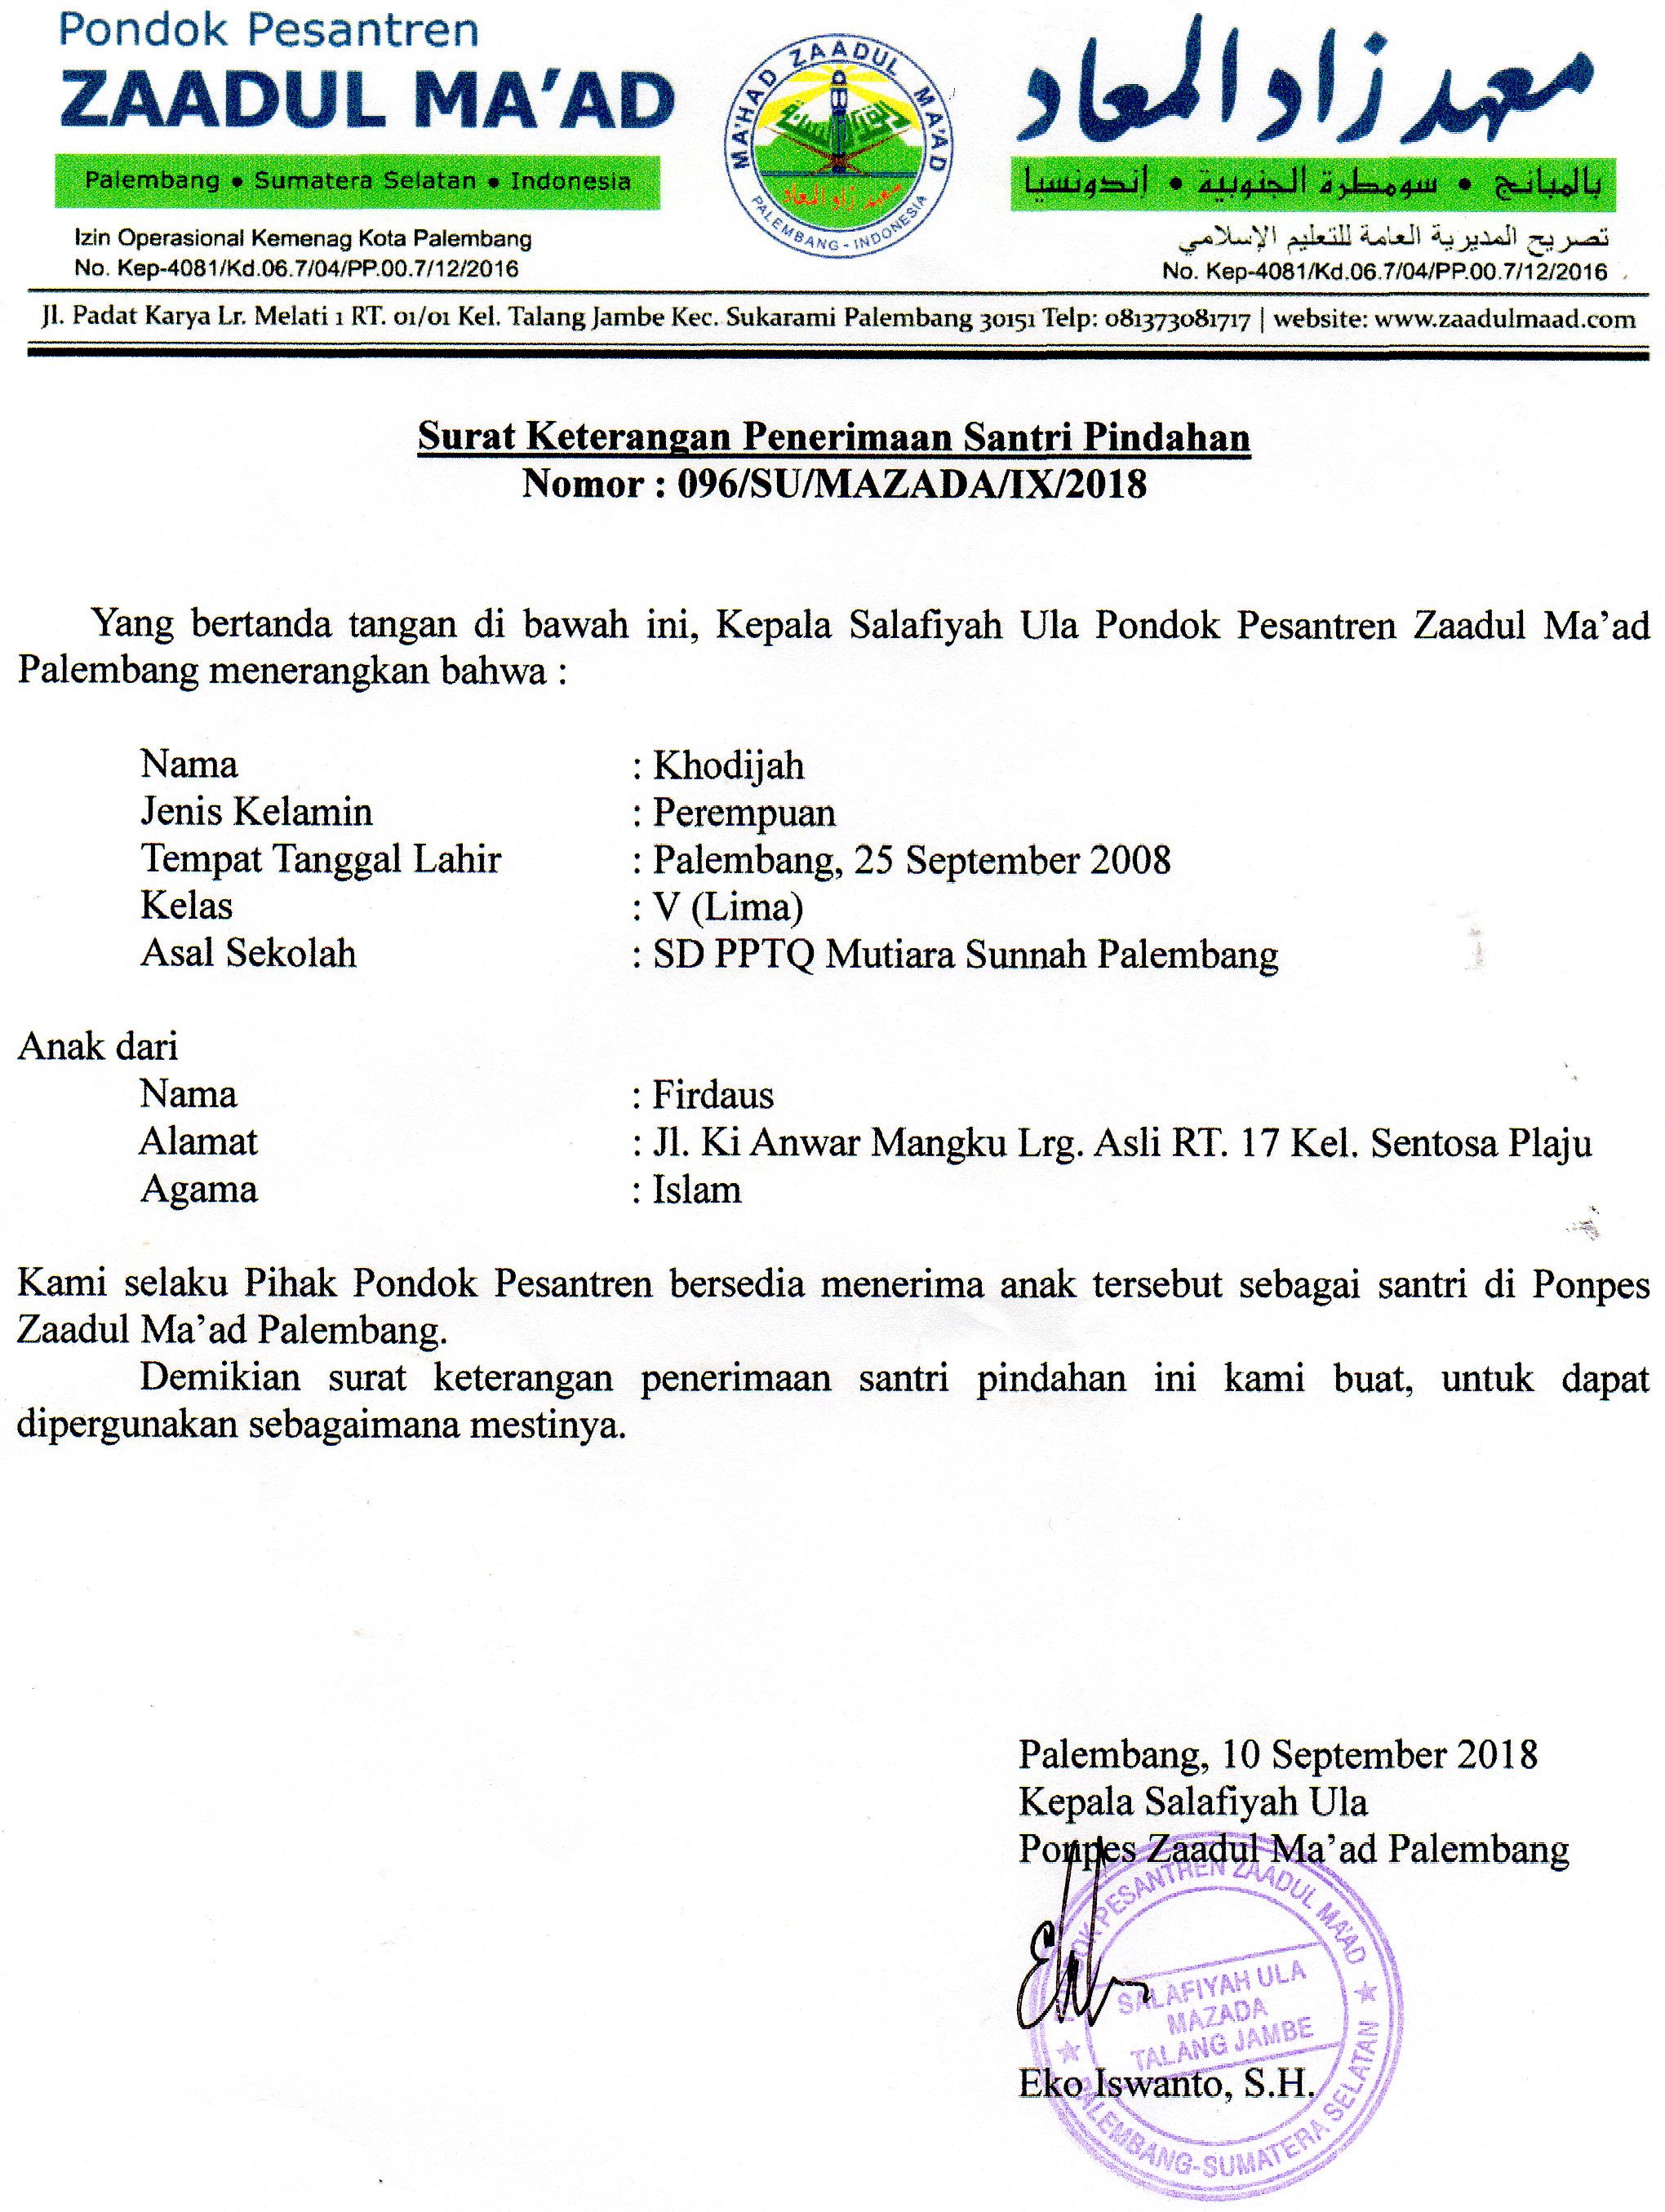 Pondok Pesantren
ZAADUL MA'AD
Palembang • Sumatera Selatan • Indonesia
Izin Operasional Kemenag Kota Palembang
No. Kep-4081/Kd.06.7/04/PP.00.7/12/2016
MA'HAD ZAADUL MA'AD
معهد زاد المعاد
PALEMBANG - INDONESIA
معهد زاد المعاد
بالمبانج • سومطرة الجنوبية • اندونسيا
تصريح المديرية العامة للتعليم الإسلامي
No. Kep-4081/Kd.06.7/04/PP.00.7/12/2016
Jl. Padat Karya Lr. Melati 1 RT. 01/01 Kel. Talang Jambe Kec. Sukarami Palembang 30151 Telp: 081373081717 | website: www.zaadulmaad.com
Surat Keterangan Penerimaan Santri Pindahan
Nomor : 096/SU/MAZADA/IX/2018
Yang bertanda tangan di bawah ini, Kepala Salafiyah Ula Pondok Pesantren Zaadul Ma'ad
Palembang menerangkan bahwa :
Nama : Khodijah
Jenis Kelamin : Perempuan
Tempat Tanggal Lahir : Palembang, 25 September 2008
Kelas : V (Lima)
Asal Sekolah : SD PPTQ Mutiara Sunnah Palembang
Anak dari
Nama : Firdaus
Alamat : Jl. Ki Anwar Mangku Lrg. Asli RT. 17 Kel. Sentosa Plaju
Agama : Islam
Kami selaku Pihak Pondok Pesantren bersedia menerima anak tersebut sebagai santri di Ponpes
Zaadul Ma'ad Palembang.
Demikian surat keterangan penerimaan santri pindahan ini kami buat, untuk dapat
dipergunakan sebagaimana mestinya.
Palembang, 10 September 2018
Kepala Salafiyah Ula
Ponpes Zaadul Ma'ad Palembang
PESANTREN ZAADUL MA'AD
SALAFIYAH ULA
MAZADA
TALANG JAMBE
PALEMBANG-SUMATERA SELATAN
Eko Iswanto, S.H.